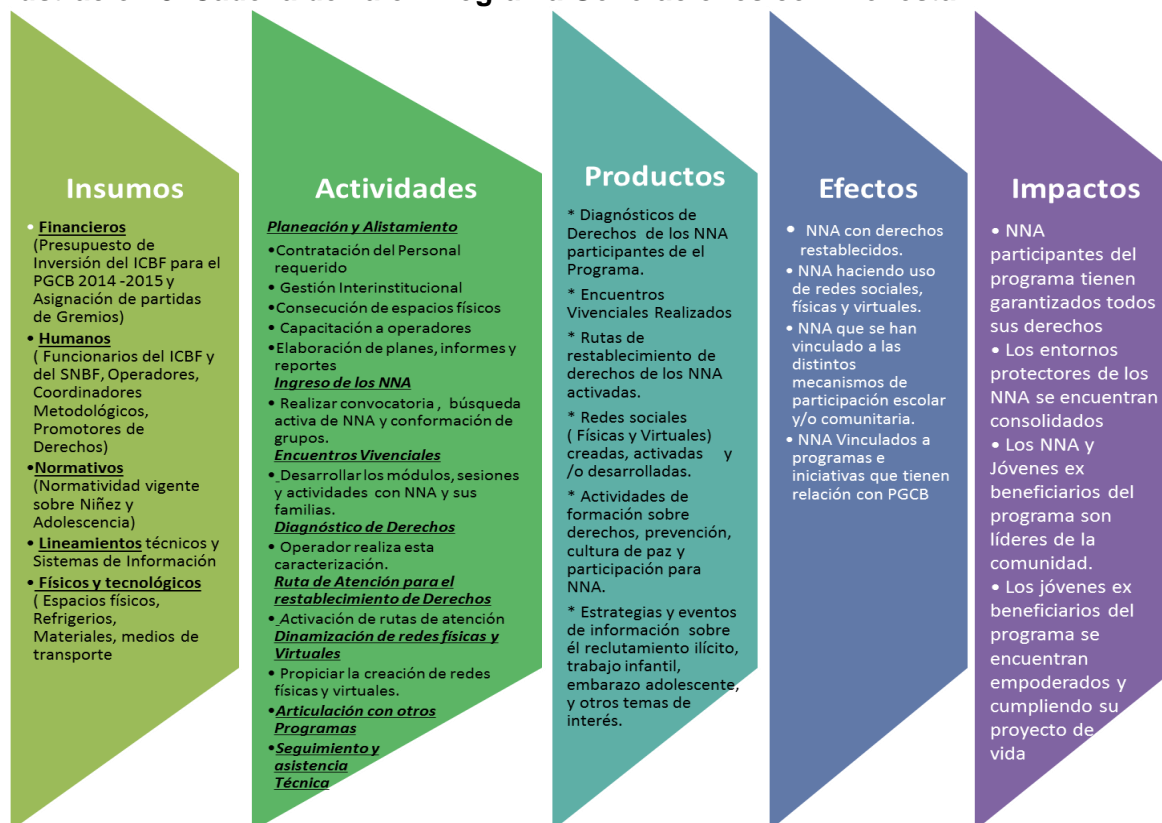 Insumos
• Financieros
(Presupuesto de
Inversión del ICBF para el
PGCB 2014 -2015 y
Asignación de partidas
de Gremios)
• Humanos
( Funcionarios del ICBF y
del SNBF, Operadores,
Coordinadores
Metodológicos,
Promotores de
Derechos)
•Normativos
(Normatividad vigente
sobre Niñez y
Adolescencia)
• Lineamientos técnicos y
Sistemas de Información
• Físicos y tecnológicos
( Espacios físicos,
Refrigerios,
Materiales, medios de
transporte
Actividades
Planeación y Alistamiento
•Contratación del Personal
requerido
• Gestión Interinstitucional
•Consecución de espacios físicos
• Capacitación a operadores
•Elaboración de planes, informes y
reportes
Ingreso de los NNA
• Realizar convocatoria , búsqueda
activa de NNA y conformación de
grupos.
Encuentros Vivenciales
• Desarrollar los módulos, sesiones
y actividades con NNA y sus
familias.
Diagnóstico de Derechos
• Operador realiza esta
caracterización.
Ruta de Atención para el
restablecimiento de Derechos
• Activación de rutas de atención
Dinamización de redes físicas y
Virtuales
• Propiciar la creación de redes
físicas y virtuales.
•Articulación con otros
Programas
•Seguimiento y
asistencia
Técnica
Productos
* Diagnósticos de
Derechos de los NNA
participantes de el
Programa.
* Encuentros
Vivenciales Realizados
* Rutas de
restablecimiento de
derechos de los NNA
activadas.
* Redes sociales
( Físicas y Virtuales)
creadas, activadas y
/o desarrolladas.
* Actividades de
formación sobre
derechos, prevención,
cultura de paz y
participación para
NNA.
* Estrategias y eventos
de información sobre
él reclutamiento ilícito,
trabajo infantil,
embarazo adolescente,
y otros temas de
interés.
Efectos
• NNA con derechos
restablecidos.
• NNA haciendo uso
de redes sociales,
físicas y virtuales.
• NNA que se han
vinculado a las
distintos
mecanismos de
participación escolar
y/o comunitaria.
• NNA Vinculados a
programas e
iniciativas que tienen
relación con PGCB
Impactos
• NNA
participantes del
programa tienen
garantizados todos
sus derechos
• Los entornos
protectores de los
NNA se encuentran
consolidados
• Los NNA y
Jóvenes ex
beneficiarios del
programa son
líderes de la
comunidad.
• Los jóvenes ex
beneficiarios del
programa se
encuentran
empoderados y
cumpliendo su
proyecto de
vida